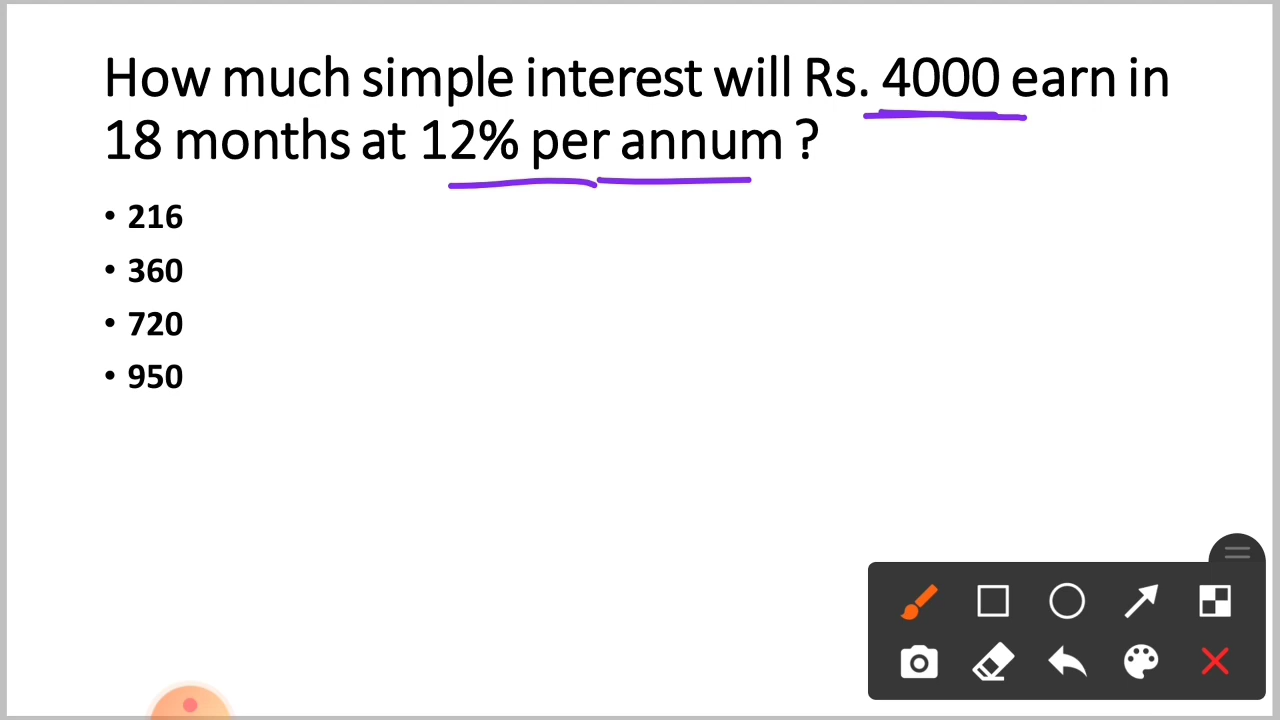 How much simple interest will Rs. 4000 earn in
18 months at 12% per annum ?
• 216
• 360
• 720
• 950